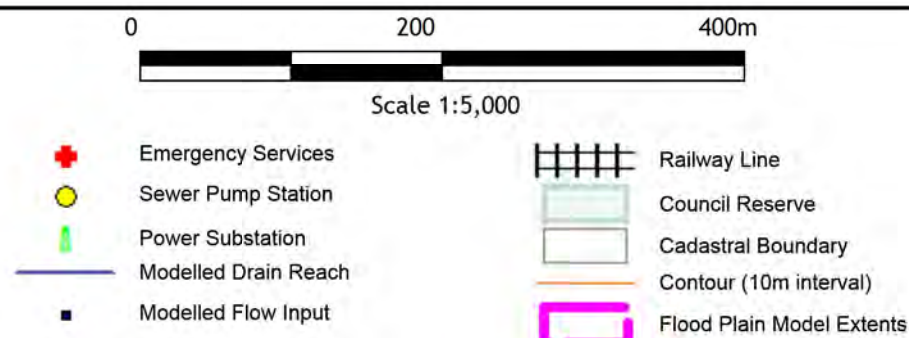 0 200 400m
Scale 1:5,000
Emergency Services
Sewer Pump Station
Power Substation
Modelled Drain Reach
Modelled Flow Input
Railway Line
Council Reserve
Cadastral Boundary
Contour (10m interval)
Flood Plain Model Extents